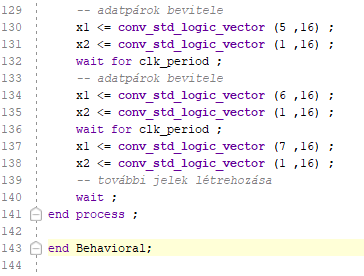 129 -- adatpárok bevitele
130 x1 <= conv_std_logic_vector (5 ,16) ;
131 x2 <= conv_std_logic_vector (1 ,16) ;
132 wait for clk_period ;
133 -- adatpárok bevitele
134 x1 <= conv_std_logic_vector (6 ,16) ;
135 x2 <= conv_std_logic_vector (1 ,16) ;
136 wait for clk_period ;
137 x1 <= conv_std_logic_vector (7 ,16) ;
138 x2 <= conv_std_logic_vector (1 ,16) ;
139 -- további jelek létrehozása
140 wait ;
141 end process ;
142
143 end Behavioral;
144